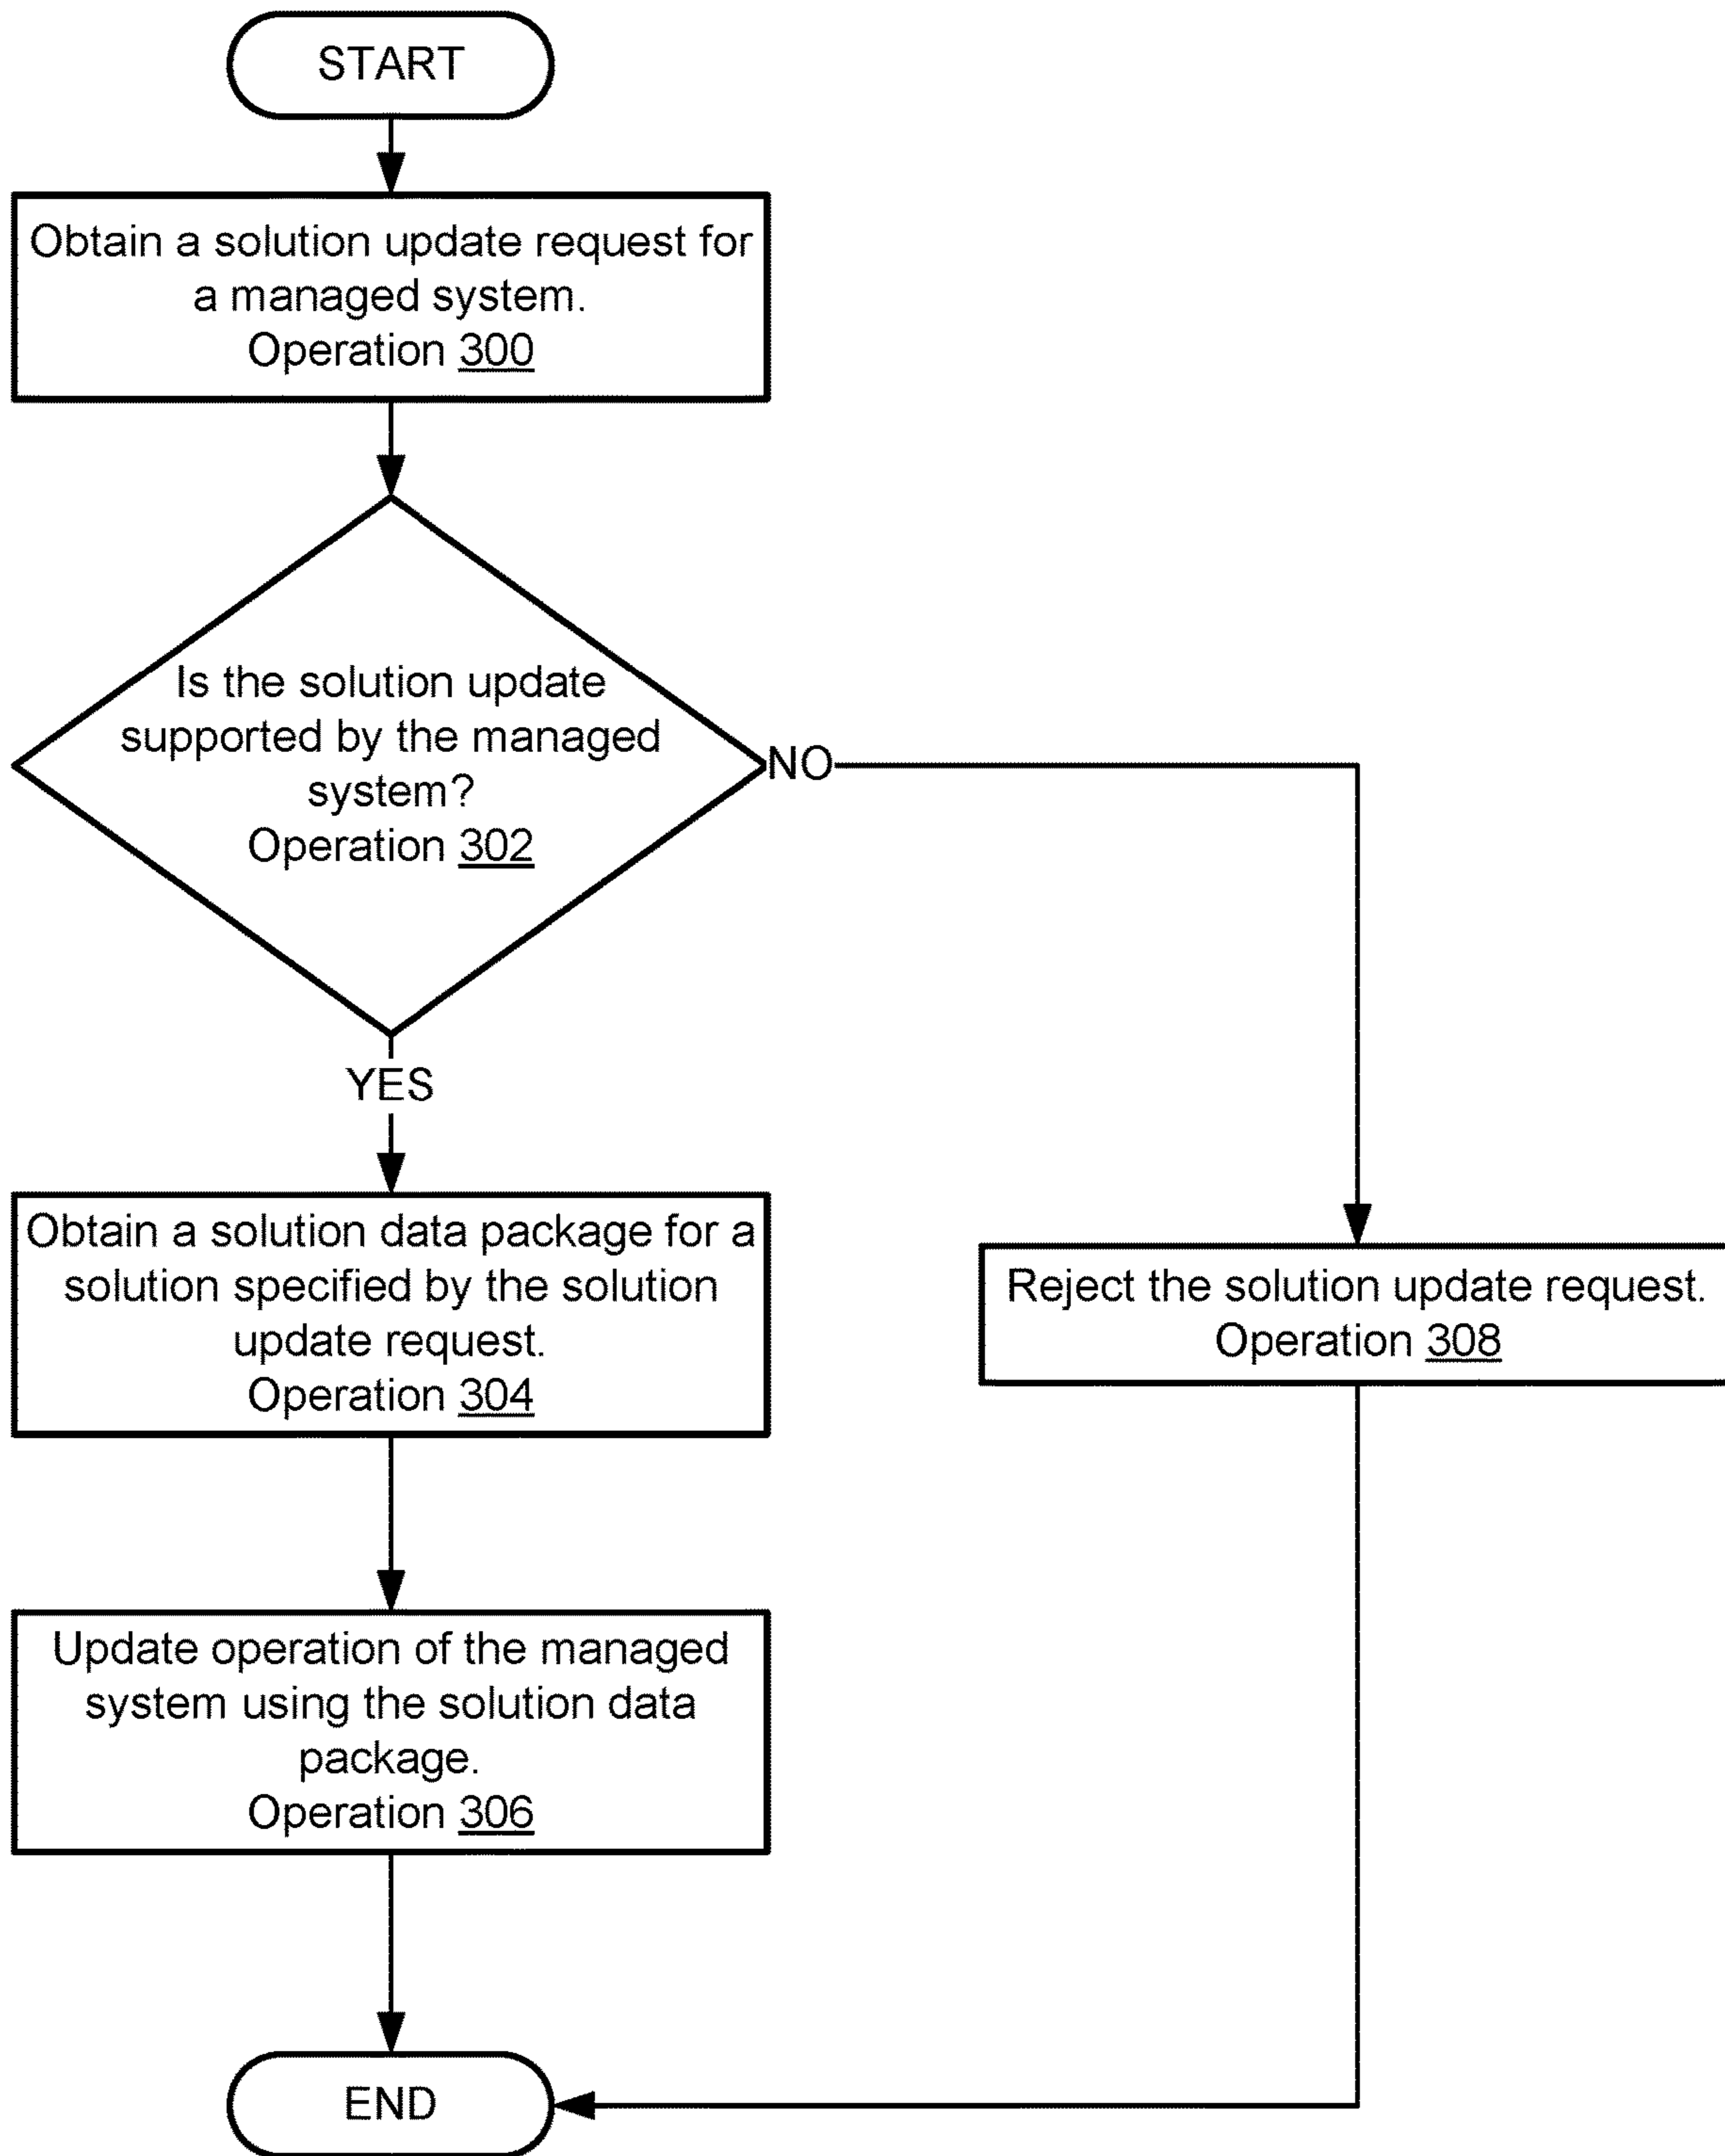 START
Obtain a solution update request for
a managed system.
Operation 300
Is the solution update
supported by the managed
system?
Operation 302
NO
YES
Obtain a solution data package for a
solution specified by the solution
update request.
Operation 304
Reject the solution update request.
Operation 308
Update operation of the managed
system using the solution data
package.
Operation 306
END